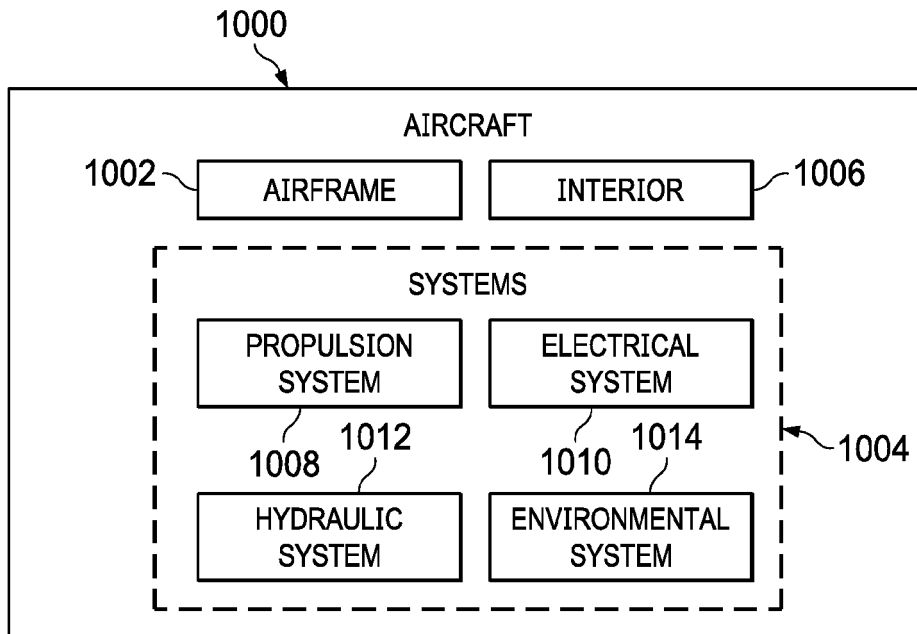 1000
AIRCRAFT
1002
AIRFRAME
INTERIOR
1006
SYSTEMS
PROPULSION
SYSTEM
ELECTRICAL
SYSTEM
1008
1012
1010
1014
1004
HYDRAULIC
SYSTEM
ENVIRONMENTAL
SYSTEM